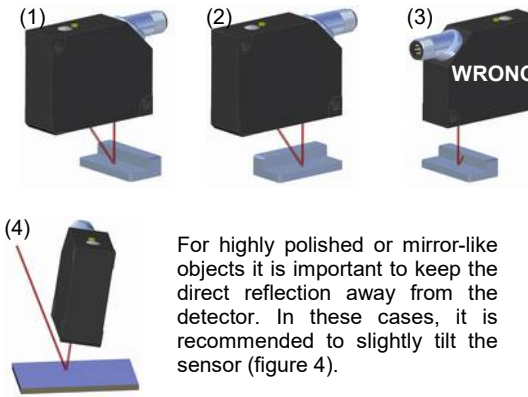 (1)
(2)
(3)
WRONG
(4)
For highly polished or mirror-like
objects it is important to keep the
direct reflection away from the
detector. In these cases, it is
recommended to slightly tilt the
sensor (figure 4).